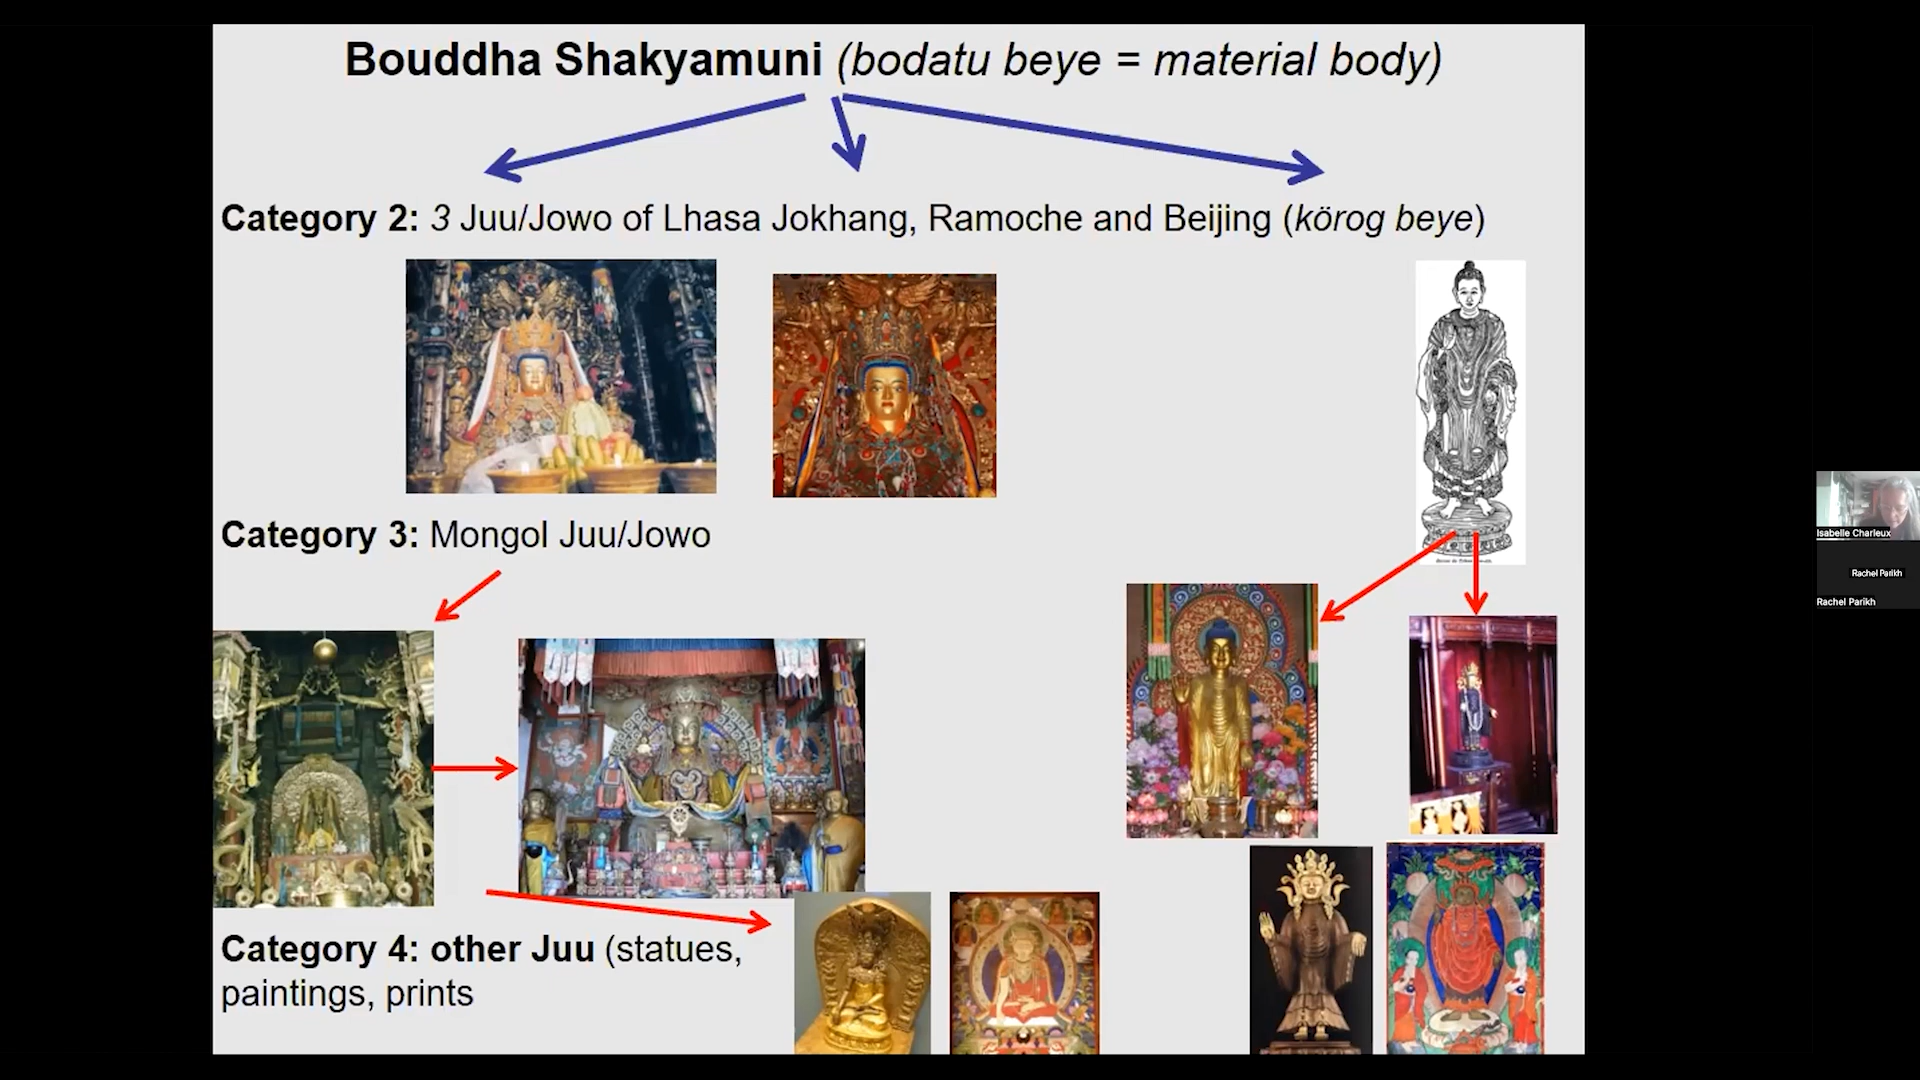 Bouddha Shakyamuni (bodatu beye = material body)
Category 2: 3 Juu/Jowo of Lhasa Jokhang, Ramoche and Beijing (körog beye)
Category 3: Mongol Juu/Jowo
Category 4: other Juu (statues,
paintings, prints
Isabelle Charleux
Rachel Parikh
Rachel Parikh